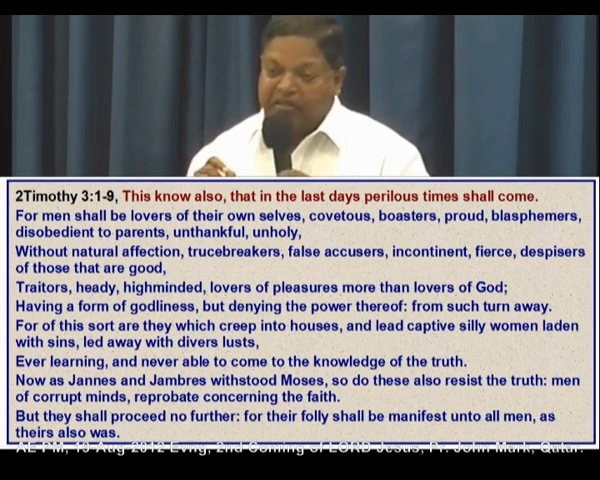 2Timothy 3:1-9, This know also, that in the last days perilous times shall come.
For men shall be lovers of their own selves, covetous, boasters, proud, blasphemers,
disobedient to parents, unthankful, unholy,
Without natural affection, trucebreakers, false accusers, incontinent, fierce, despisers
of those that are good,
Traitors, heady, highminded, lovers of pleasures more than lovers of God;
Having a form of godliness, but denying the power thereof: from such turn away.
For of this sort are they which creep into houses, and lead captive silly women laden
with sins, led away with divers lusts,
Ever learning, and never able to come to the knowledge of the truth.
Now as Jannes and Jambres withstood Moses, so do these also resist the truth: men
of corrupt minds, reprobate concerning the faith.
But they shall proceed no further: for their folly shall be manifest unto all men, as
theirs also was.
AE PM, 19 Aug 2012 Evng, 2nd Coming of LORD Jesus, Pr. John Mark, Qatar.